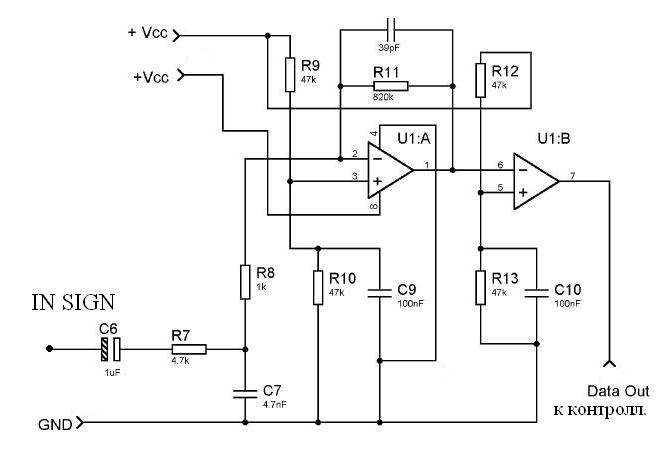 + Vcc
39pF
R9
47k
R11
820k
R12
47k
+Vcc
4
U1:A
U1:B
2
3
1
8
6
5
7
R8
1k
R10
47k
C9
100nF
R13
47k
C10
100nF
IN SIGN
C6
1uF
R7
4.7k
C7
4.7nF
GND
Data Out
к контролл.